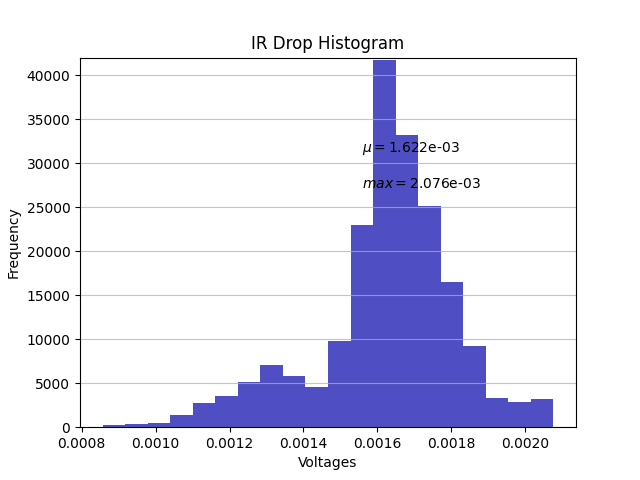 IR Drop Histogram
40000
35000
30000
25000
20000
15000
10000
5000
0
Frequency
μ = 1.622e-03
max = 2.076e-03
0.0008 0.0010 0.0012 0.0014 0.0016 0.0018 0.0020
Voltages